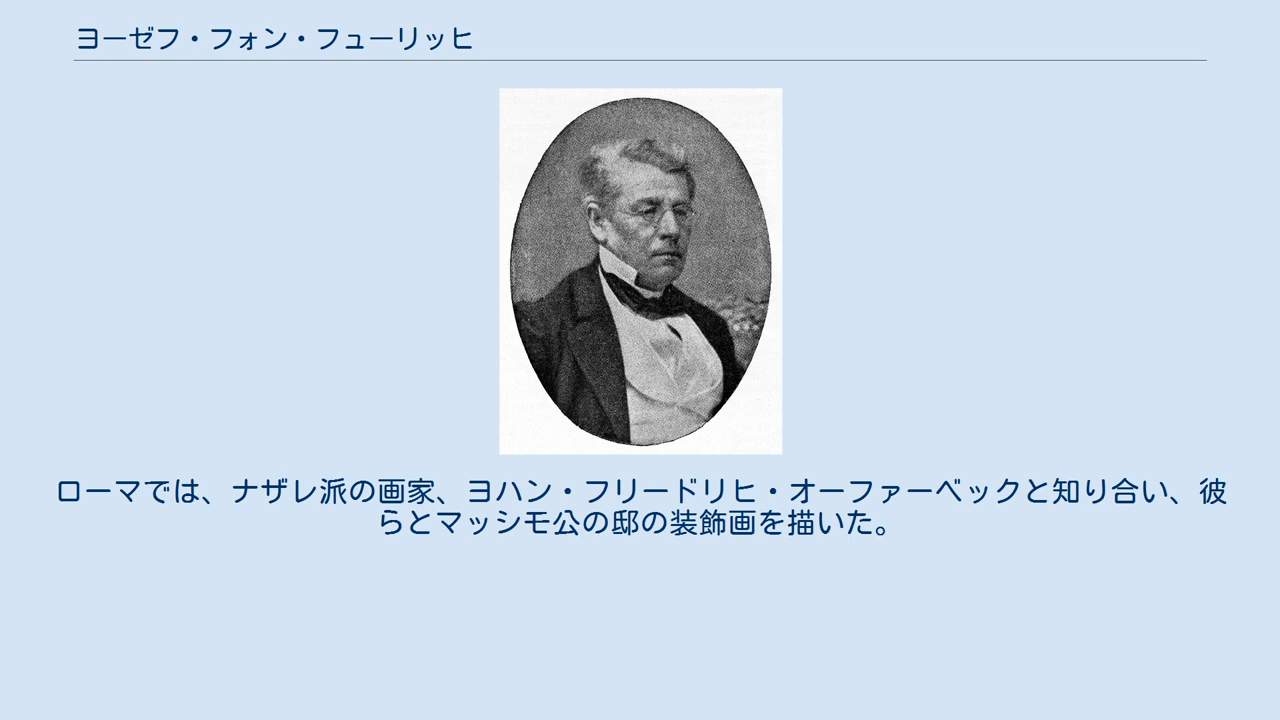 ヨーゼフ・フォン・フューリッヒ
ローマでは、ナザレ派の画家、ヨハン・フリードリヒ・オーファーベックと知り合い、彼
らとマッシモ公の邸の装飾画を描いた。